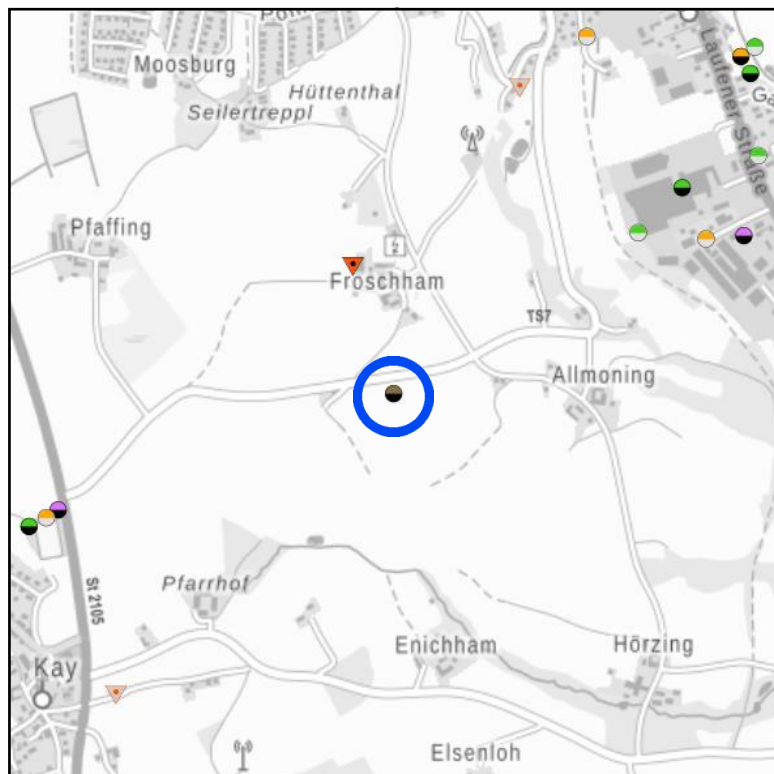 Moosburg
Hüttenthal
Seilertreppl
Laufener Straße
Pfaffing
Froschham
TS7
Allmoning
St 2105
Pfarrhof
Enichham
Hörzing
Kay
Elsenloh